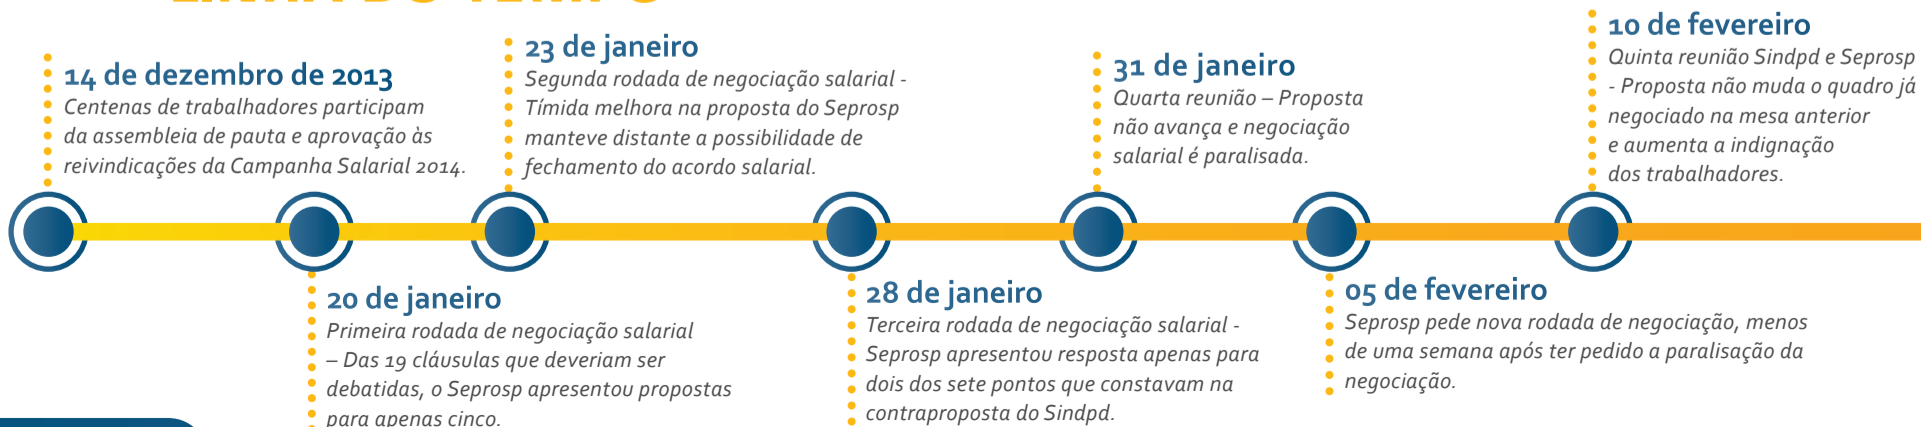 LINHA DO TEMPO
14 de dezembro de 2013
Centenas de trabalhadores participam
da assembleia de pauta e aprovação às
reivindicações da Campanha Salarial 2014.
20 de janeiro
Primeira rodada de negociação salarial
– Das 19 cláusulas que deveriam ser
debatidas, o Seprosp apresentou propostas
para apenas cinco.
23 de janeiro
Segunda rodada de negociação salarial -
Tímida melhora na proposta do Seprosp
manteve distante a possibilidade de
fechamento do acordo salarial.
28 de janeiro
Terceira rodada de negociação salarial -
Seprosp apresentou resposta apenas para
dois dos sete pontos que constavam na
contraproposta do Sindpd.
31 de janeiro
Quarta reunião – Proposta
não avança e negociação
salarial é paralisada.
05 de fevereiro
Seprosp pede nova rodada de negociação, menos
de uma semana após ter pedido a paralisação da
negociação.
10 de fevereiro
Quinta reunião Sindpd e Seprosp
- Proposta não muda o quadro já
negociado na mesa anterior
e aumenta a indignação
dos trabalhadores.